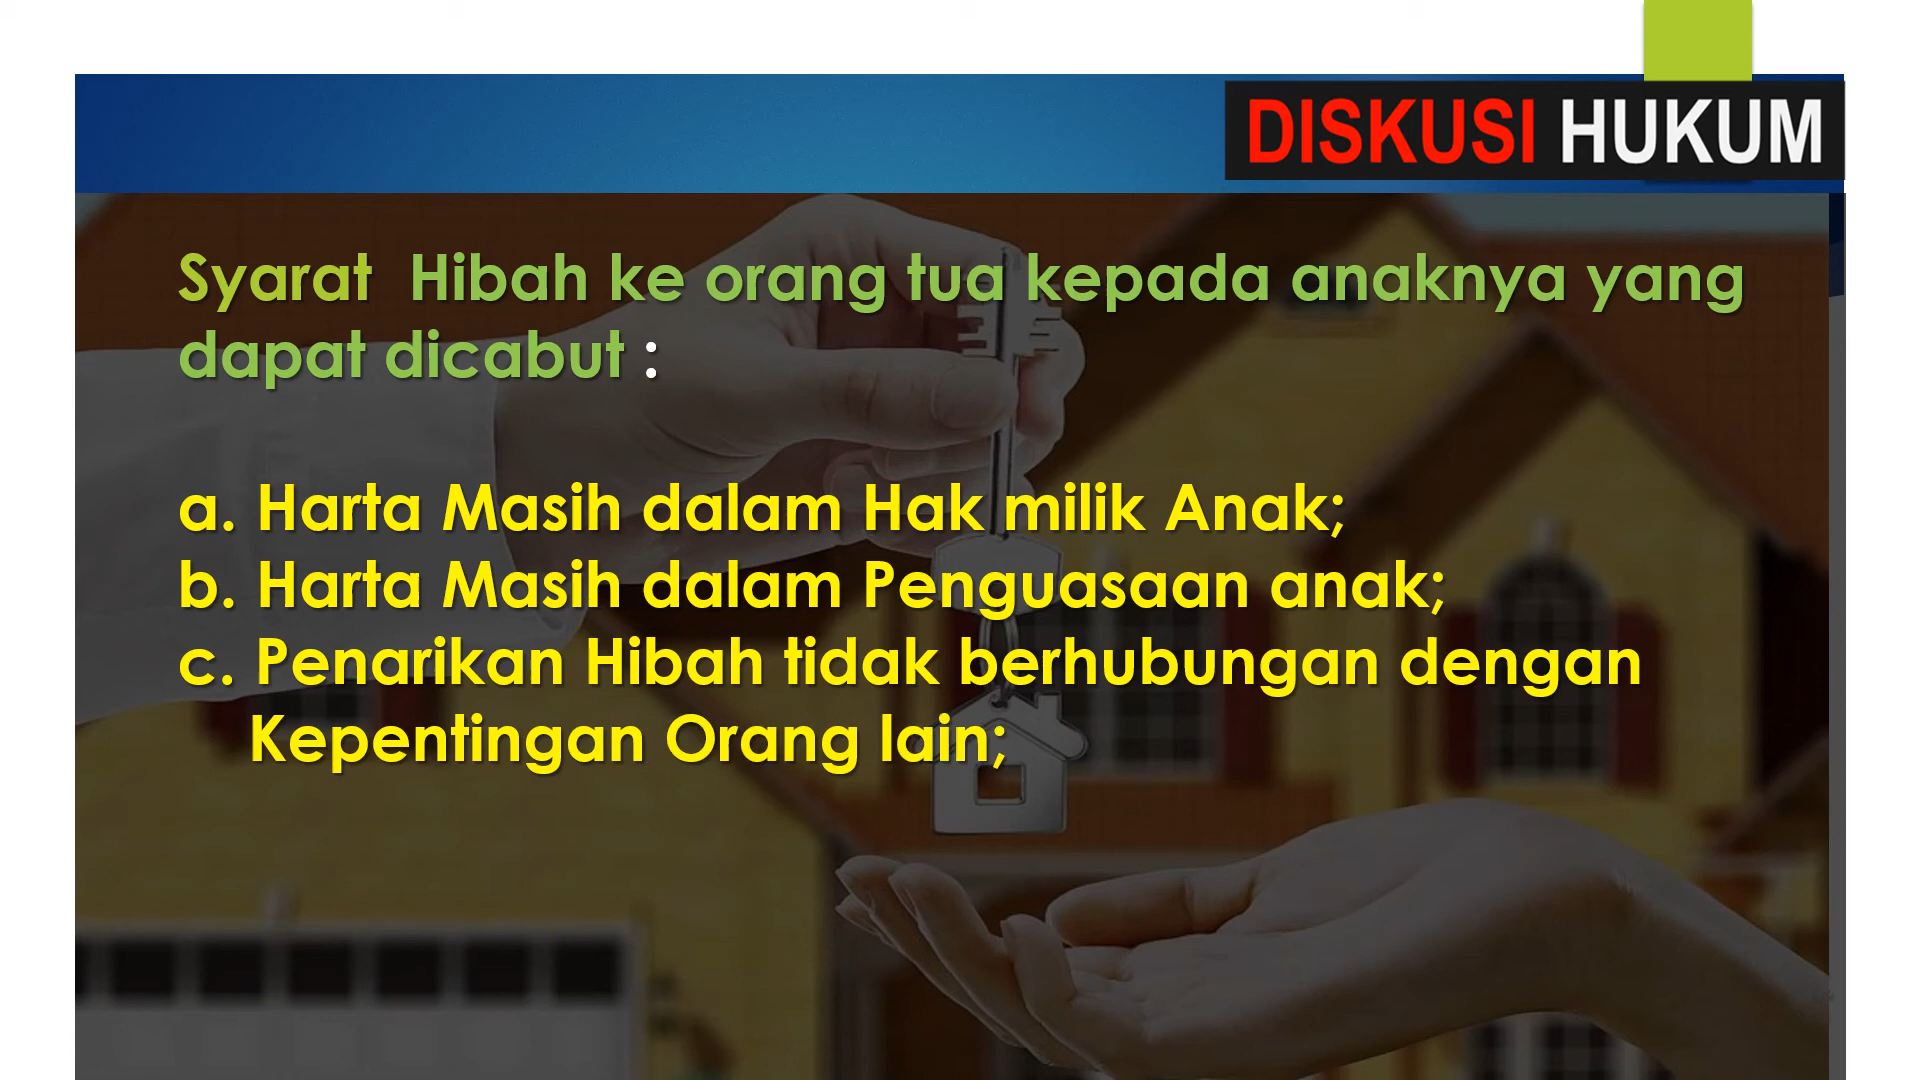 DISKUSI HUKUM
Syarat Hibah ke orang tua kepada anaknya yang
dapat dicabut :
a. Harta Masih dalam Hak milik Anak;
b. Harta Masih dalam Penguasaan anak;
c. Penarikan Hibah tidak berhubungan dengan
Kepentingan Orang lain;